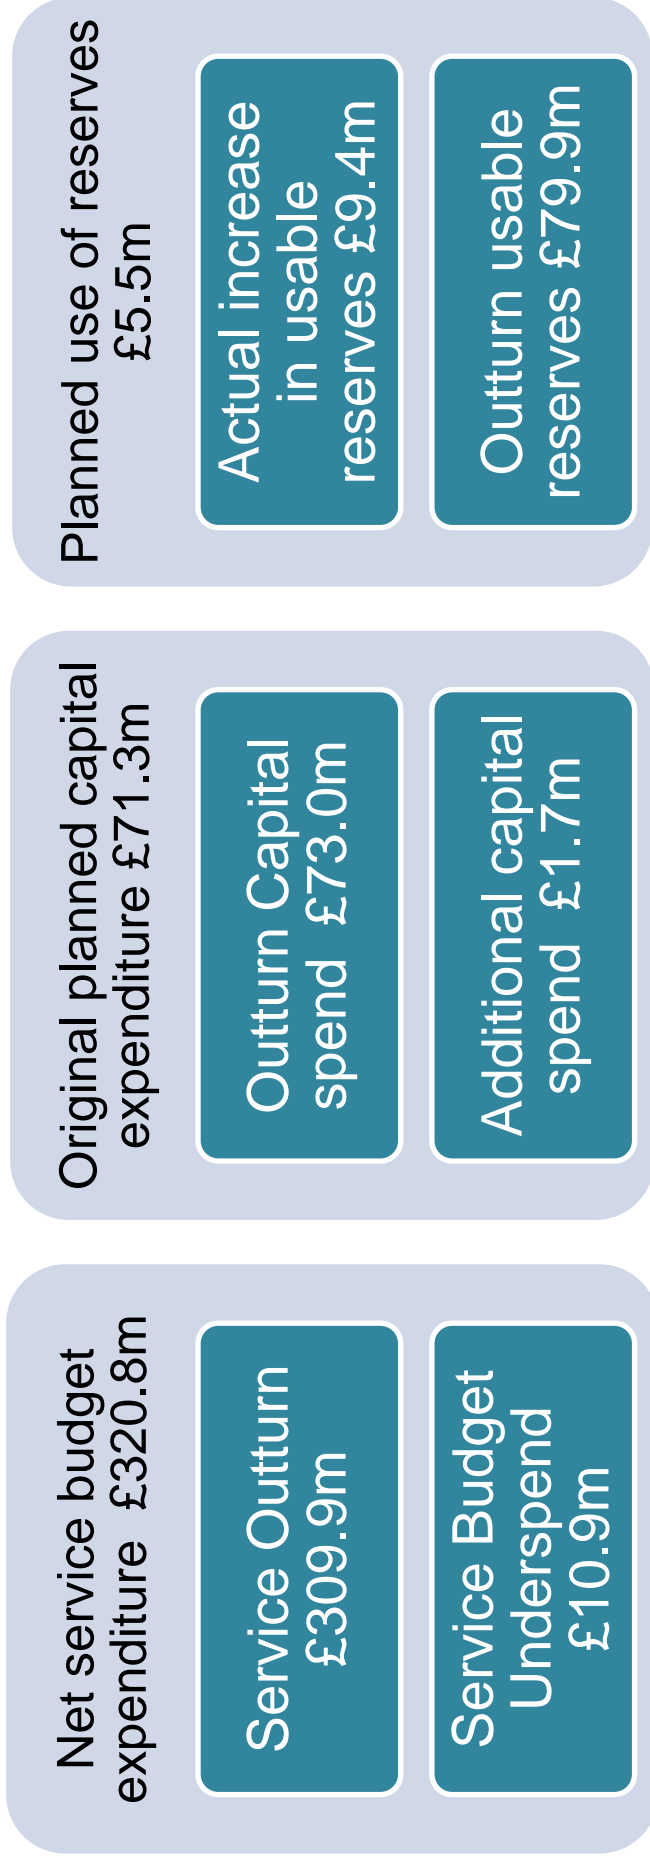 Net service budget
expenditure  £320.8m
Service Outturn
£309.9m
Service Budget
Underspend
£10.9m
Original planned capital
expenditure £71.3m
Outturn Capital
spend  £73.0m
Additional capital
spend  £1.7m
Planned use of reserves
£5.5m
Actual increase
in usable
reserves £9.4m
Outturn usable
reserves £79.9m